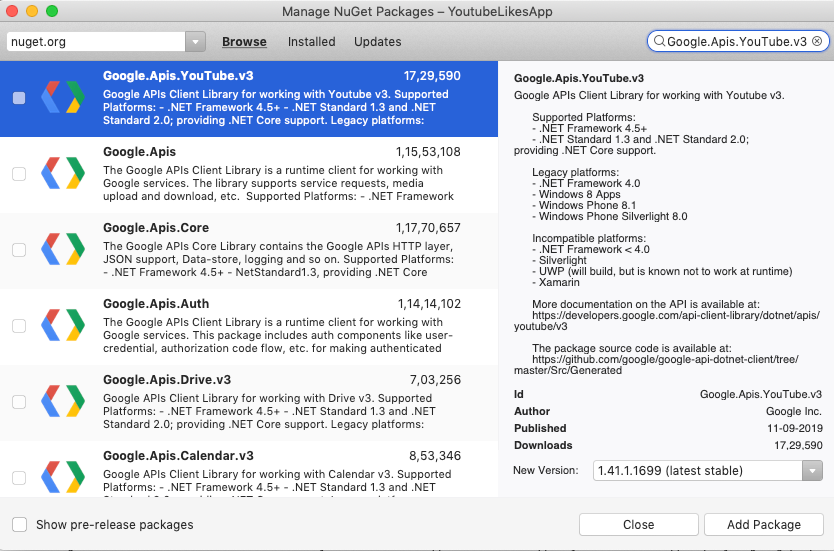 Manage NuGet Packages – YoutubeLikesApp
nuget.org
Browse
Installed
Updates
Google.Apis.YouTube.v3
Google.Apis.YouTube.v3 17,29,590
Google APIs Client Library for working with Youtube v3. Supported
Platforms: - .NET Framework 4.5+ - .NET Standard 1.3 and .NET
Standard 2.0; providing .NET Core support. Legacy platforms:
Google.Apis 1,15,53,108
The Google APIs Client Library is a runtime client for working with
Google services. The library supports service requests, media
upload and download, etc. Supported Platforms: - .NET Framework
Google.Apis.Core 1,17,70,657
The Google APIs Core Library contains the Google APIs HTTP layer,
JSON support, Data-store, logging and so on. Supported Platforms:
- .NET Framework 4.5+ - NetStandard1.3, providing .NET Core
Google.Apis.Auth 1,14,14,102
The Google APIs Client Library is a runtime client for working with
Google services. This package includes auth components like user-
credential, authorization code flow, etc. for making authenticated
Google.Apis.Drive.v3 7,03,256
Google APIs Client Library for working with Drive v3. Supported
Platforms: - .NET Framework 4.5+ - .NET Standard 1.3 and .NET
Standard 2.0; providing .NET Core support. Legacy platforms:
Google.Apis.Calendar.v3 8,53,346
Google APIs Client Library for working with Calendar v3. Supported
Platforms: - .NET Framework 4.5+ - .NET Standard 1.3 and .NET
Google.Apis.YouTube.v3
Google APIs Client Library for working with Youtube v3.
Supported Platforms:
- .NET Framework 4.5+
- .NET Standard 1.3 and .NET Standard 2.0;
providing .NET Core support.
Legacy platforms:
- .NET Framework 4.0
- Windows 8 Apps
- Windows Phone 8.1
- Windows Phone Silverlight 8.0
Incompatible platforms:
- .NET Framework < 4.0
- Silverlight
- UWP (will build, but is known not to work at runtime)
- Xamarin
More documentation on the API is available at:
https://developers.google.com/api-client-library/dotnet/apis/
youtube/v3
The package source code is available at:
https://github.com/google/google-api-dotnet-client/tree/
master/Src/Generated
Id Google.Apis.YouTube.v3
Author Google Inc.
Published 11-09-2019
Downloads 17,29,590
New Version: 1.41.1.1699 (latest stable)
Show pre-release packages
Close
Add Package